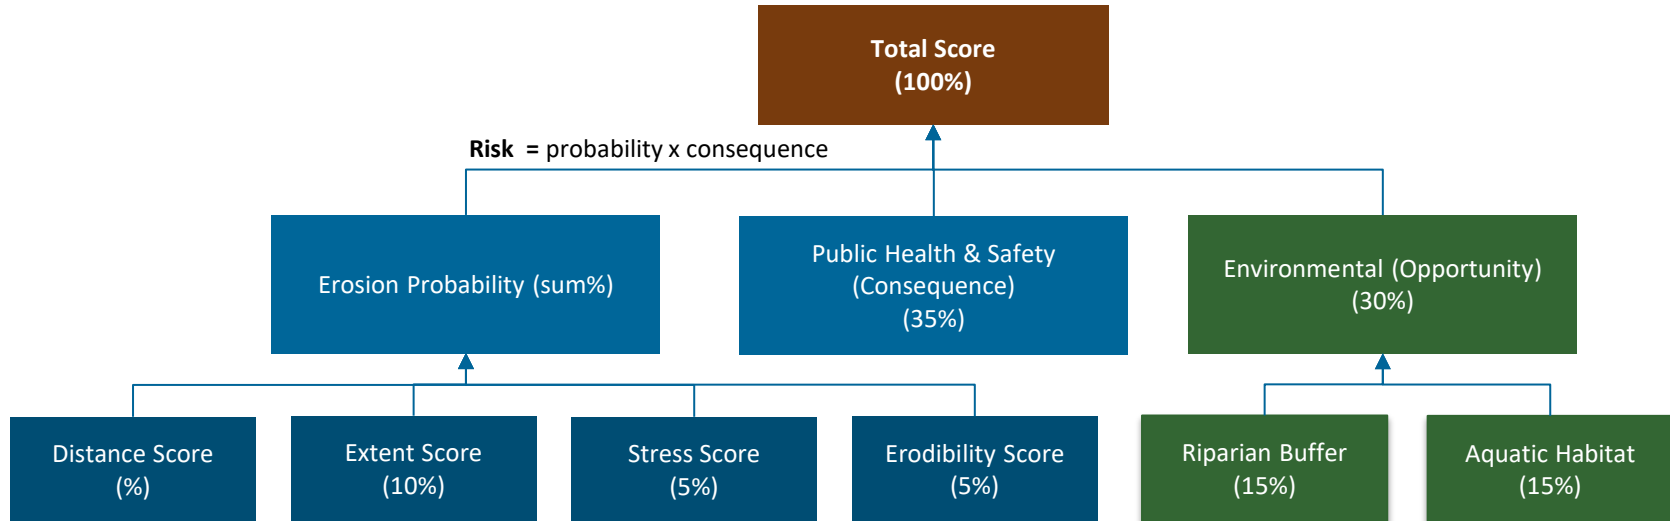 Total Score
(100%)
Risk = probability x consequence
Erosion Probability (sum%)
Public Health & Safety
(Consequence)
(35%)
Environmental (Opportunity)
(30%)
Distance Score
(%)
Extent Score
(10%)
Stress Score
(5%)
Erodibility Score
(5%)
Riparian Buffer
(15%)
Aquatic Habitat
(15%)